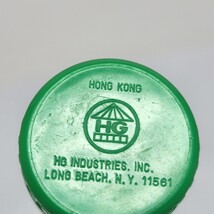 HONG KONG
HG
HG INDUSTRIES, INC.
LONG BEACH, N.Y. 11561